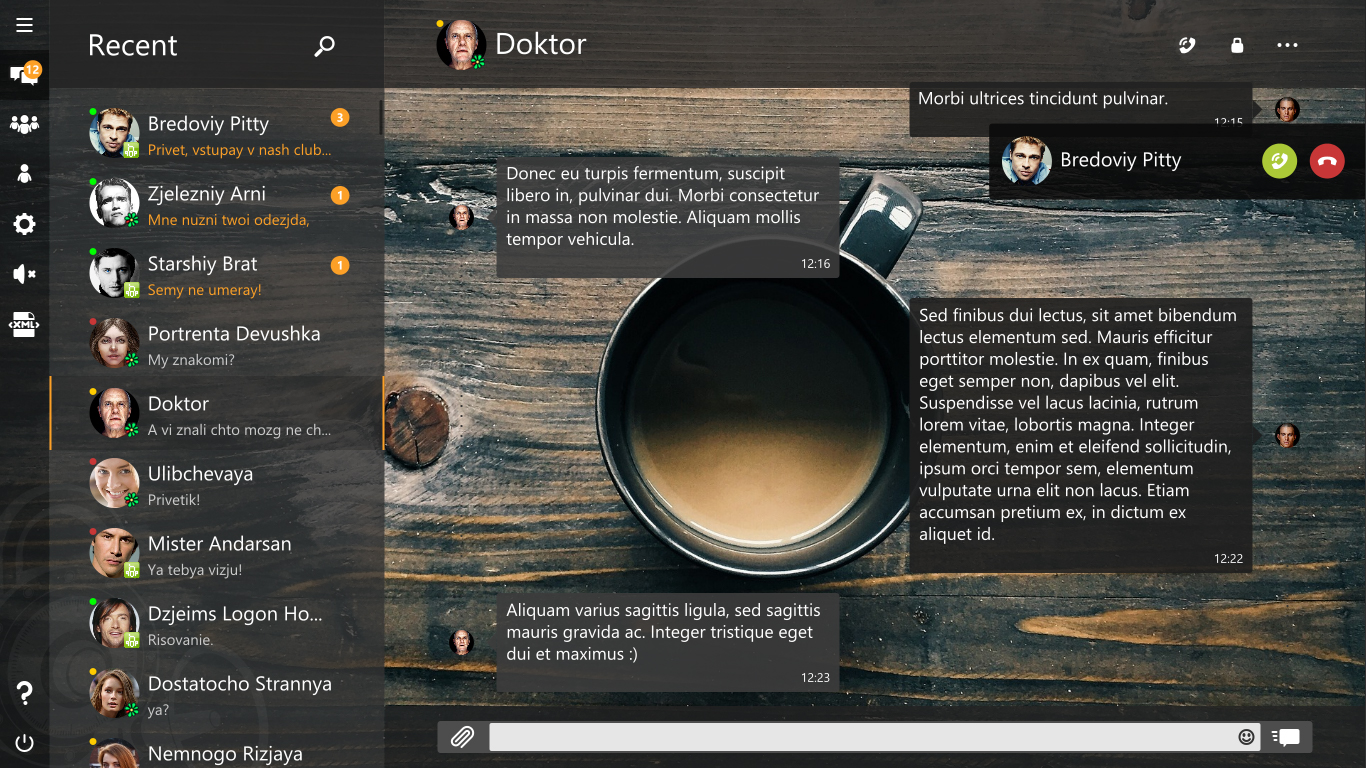 Recent
12
Bredoviy Pitty
3
Privet, vstupay v nash club...
Zjelezniy Arni
1
Mne nuzni twoi odezjda,
Starshiy Brat
1
Semy ne umeray!
Portrenta Devushka
My znakomi?
Doktor
A vi znali chto mozg ne ch...
Ulibchevaya
Privetik!
Mister Andarsan
Ya tebya vizju!
Dzjeims Logon Ho...
Risovanie.
Dostatocho Strannya
ya?
Nemnogo Rizjaya
XML
?
Doktor
Morbi ultrices tincidunt pulvinar.
12:15
Bredoviy Pitty
Donec eu turpis fermentum, suscipit
libero in, pulvinar dui. Morbi consectetur
in massa non molestie. Aliquam mollis
tempor vehicula.
12:16
Sed finibus dui lectus, sit amet bibendum
lectus elementum sed. Mauris efficitur
porttitor molestie. In ex quam, finibus
eget semper non, dapibus vel elit.
Suspendisse vel lacus lacinia, rutrum
lorem vitae, lobortis magna. Integer
elementum, enim et eleifend sollicitudin,
ipsum orci tempor sem, elementum
vulputate urna elit non lacus. Etiam
accumsan pretium ex, in dictum ex
aliquet id.
12:22
Aliquam varius sagittis ligula, sed sagittis
mauris gravida ac. Integer tristique eget
dui et maximus :)
12:23